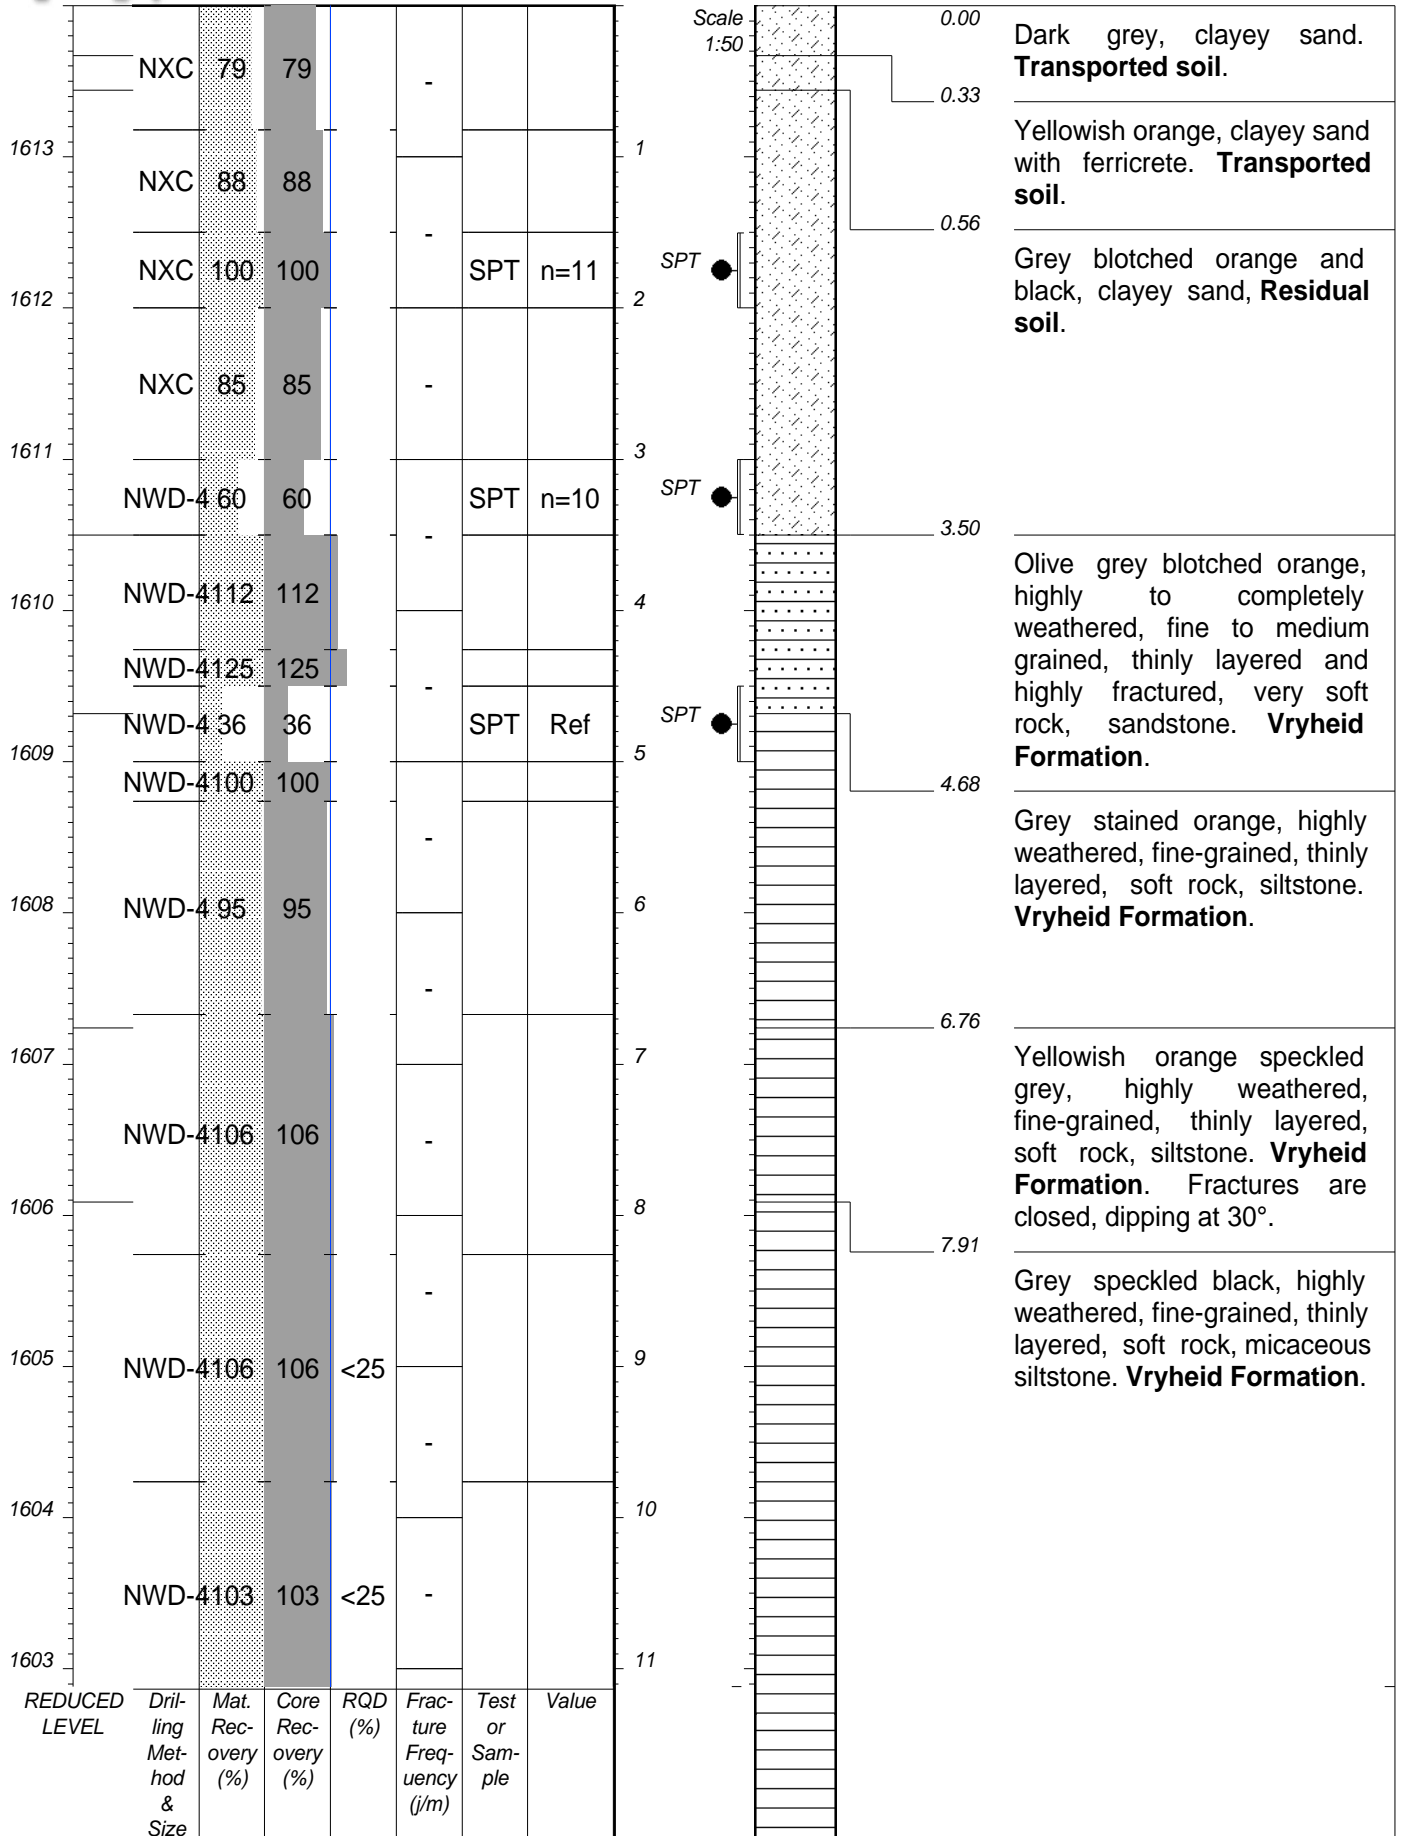 Scale
1:50
0.00
Dark grey, clayey sand.
Transported soil.
NXC 79 79 -
0.33
Yellowish orange, clayey sand
with ferricrete. Transported
soil.
1613
1
NXC 88 88
-
0.56
Grey blotched orange and
black, clayey sand, Residual
soil.
NXC 100 100 SPT n=11
SPT
1612
2
NXC 85 85 -
1611
3
NWD-4 60 60 SPT n=10
SPT
-
3.50
Olive grey blotched orange,
highly to completely
weathered, fine to medium
grained, thinly layered and
highly fractured, very soft
rock, sandstone. Vryheid
Formation.
NWD-4 112 112
1610
4
NWD-4 125 125
-
NWD-4 36 36 SPT Ref
SPT
1609
5
NWD-4 100 100
4.68
Grey stained orange, highly
weathered, fine-grained, thinly
layered, soft rock, siltstone.
Vryheid Formation.
-
NWD-4 95 95
1608
6
-
6.76
Yellowish orange speckled
grey, highly weathered,
fine-grained, thinly layered,
soft rock, siltstone. Vryheid
Formation. Fractures are
closed, dipping at 30°.
1607
7
NWD-4 106 106 -
1606
8
7.91
Grey speckled black, highly
weathered, fine-grained, thinly
layered, soft rock, micaceous
siltstone. Vryheid Formation.
-
1605
9
NWD-4 106 106 <25
-
1604
10
NWD-4 103 103 <25 -
1603
11
REDUCED
LEVEL
Dril-
ling
Met-
hod
&
Size
Mat.
Rec-
overy
(%)
Core
Rec-
overy
(%)
RQD
(%)
Frac-
ture
Freq-
uency
(j/m)
Test
or
Sam-
ple
Value